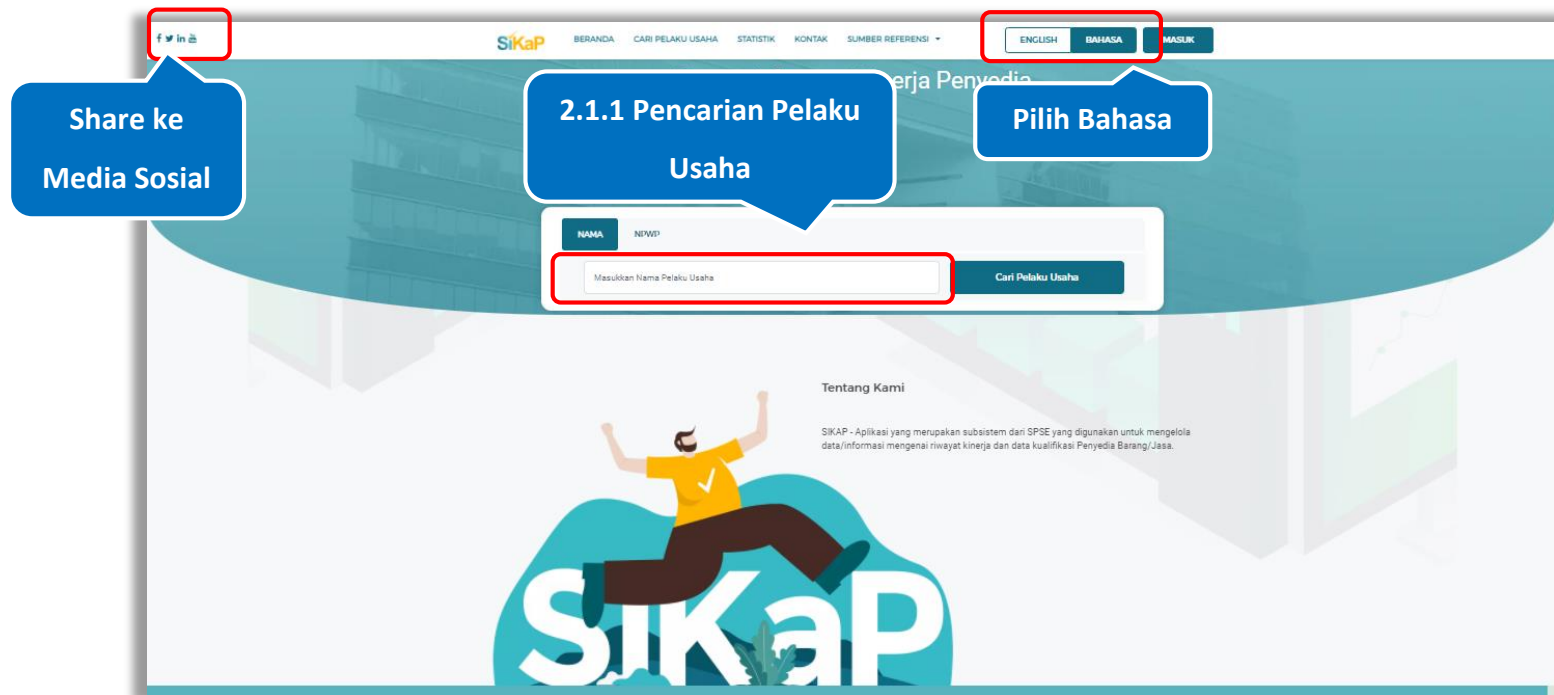 SiKaP
BERANDA CARI PELAKU USAHA STATISTIK KONTAK SUMBER REFERENSI
ENGLISH BAHASA MASUK
Share ke
Media Sosial
2.1.1 Pencarian Pelaku
Usaha
erja Penyedia
Pilih Bahasa
NAMA NPWP
Masukkan Nama Pelaku Usaha
Cari Pelaku Usaha
Tentang Kami
SIKAP - Aplikasi yang merupakan subsistem dari SPSE yang digunakan untuk mengelola
data/informasi mengenai riwayat kinerja dan data kualifikasi Penyedia Barang/Jasa.
SIKaP